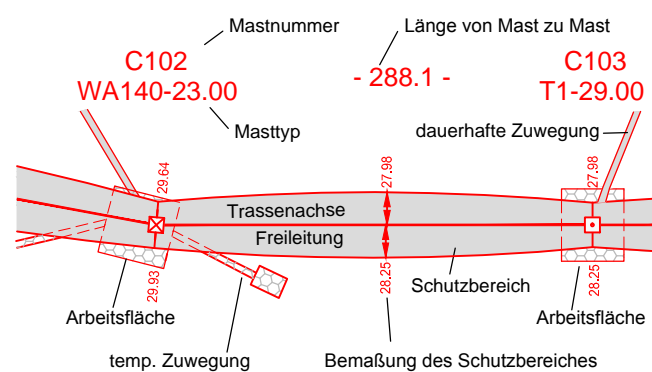 Mastnummer
Länge von Mast zu Mast
C102
WA140-23.00
- 288.1 -
C103
T1-29.00
Masttyp
dauerhafte Zuwegung
29.64
27.98
27.98
Trassenachse
Freileitung
29.93
28.25
28.25
Schutzbereich
Arbeitsfläche
Arbeitsfläche
temp. Zuwegung
Bemaßung des Schutzbereiches